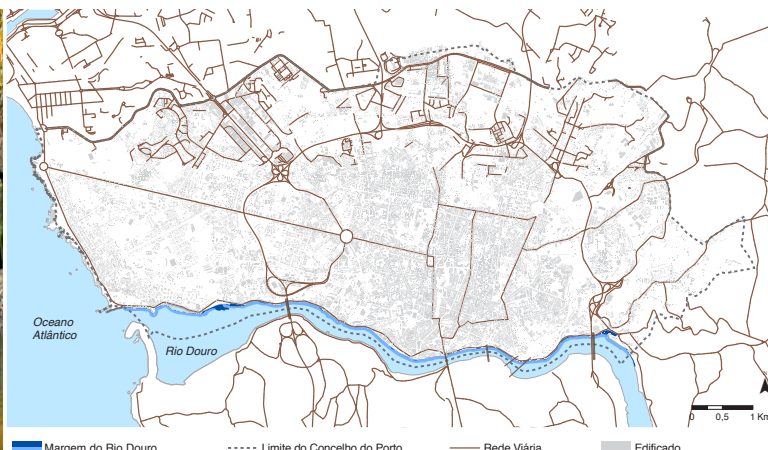 Oceano
Atlântico
Rio Douro
0 0,5 1 Km
Margem do Rio Douro
Limite do Concelho do Porto
Rede Viária
Edificado